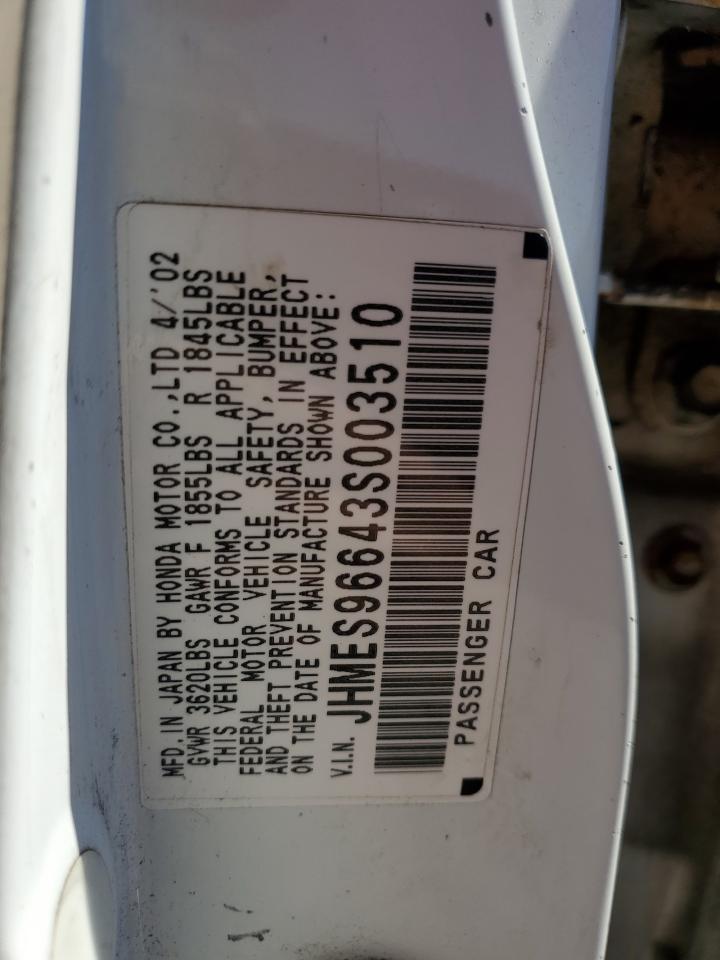 MFD. IN JAPAN BY HONDA MOTOR CO.,LTD 4/'02
GVWR 3620LBS GAWR F 1855LBS R 1845LBS
THIS VEHICLE CONFORMS TO ALL APPLICABLE
FEDERAL MOTOR VEHICLE SAFETY, BUMPER,
AND THEFT PREVENTION STANDARDS IN EFFECT
ON THE DATE OF MANUFACTURE SHOWN ABOVE:
V.I.N. JHMES96643S003510
PASSENGER CAR